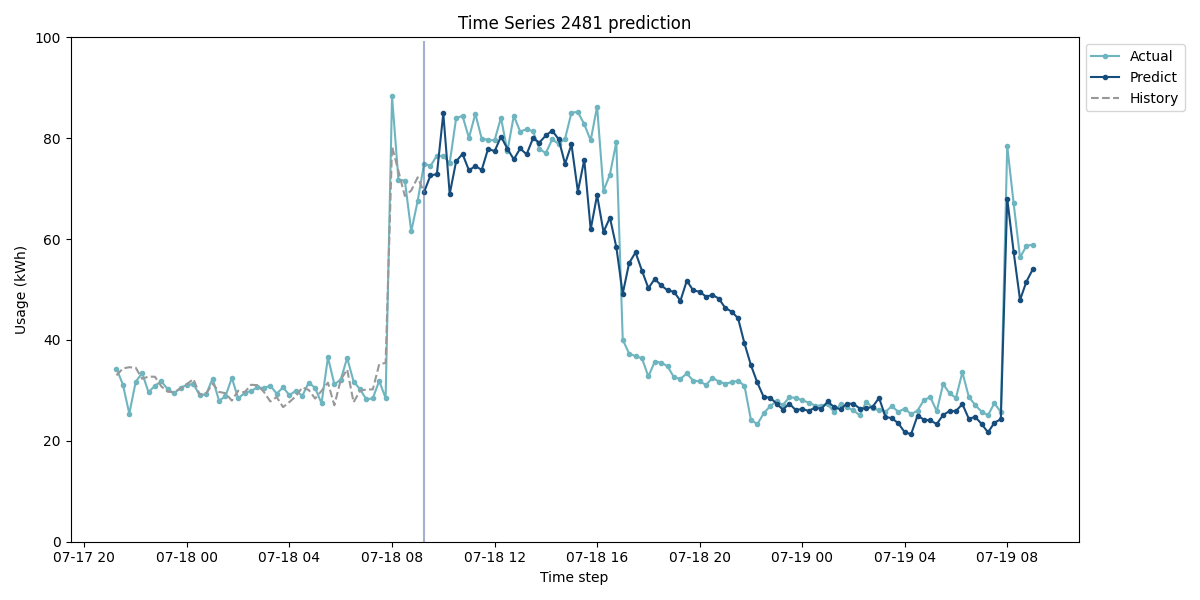 Time Series 2481 prediction
100
80
60
40
20
0
Usage (kWh)
07-17 20
07-18 00
07-18 04
07-18 08
07-18 12
07-18 16
07-18 20
07-19 00
07-19 04
07-19 08
Time step
Actual
Predict
History